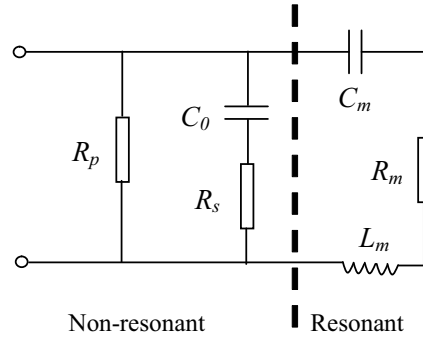 C₀
Cₘ
Rₚ
Rₘ
Rₛ
Lₘ
Non-resonant
Resonant